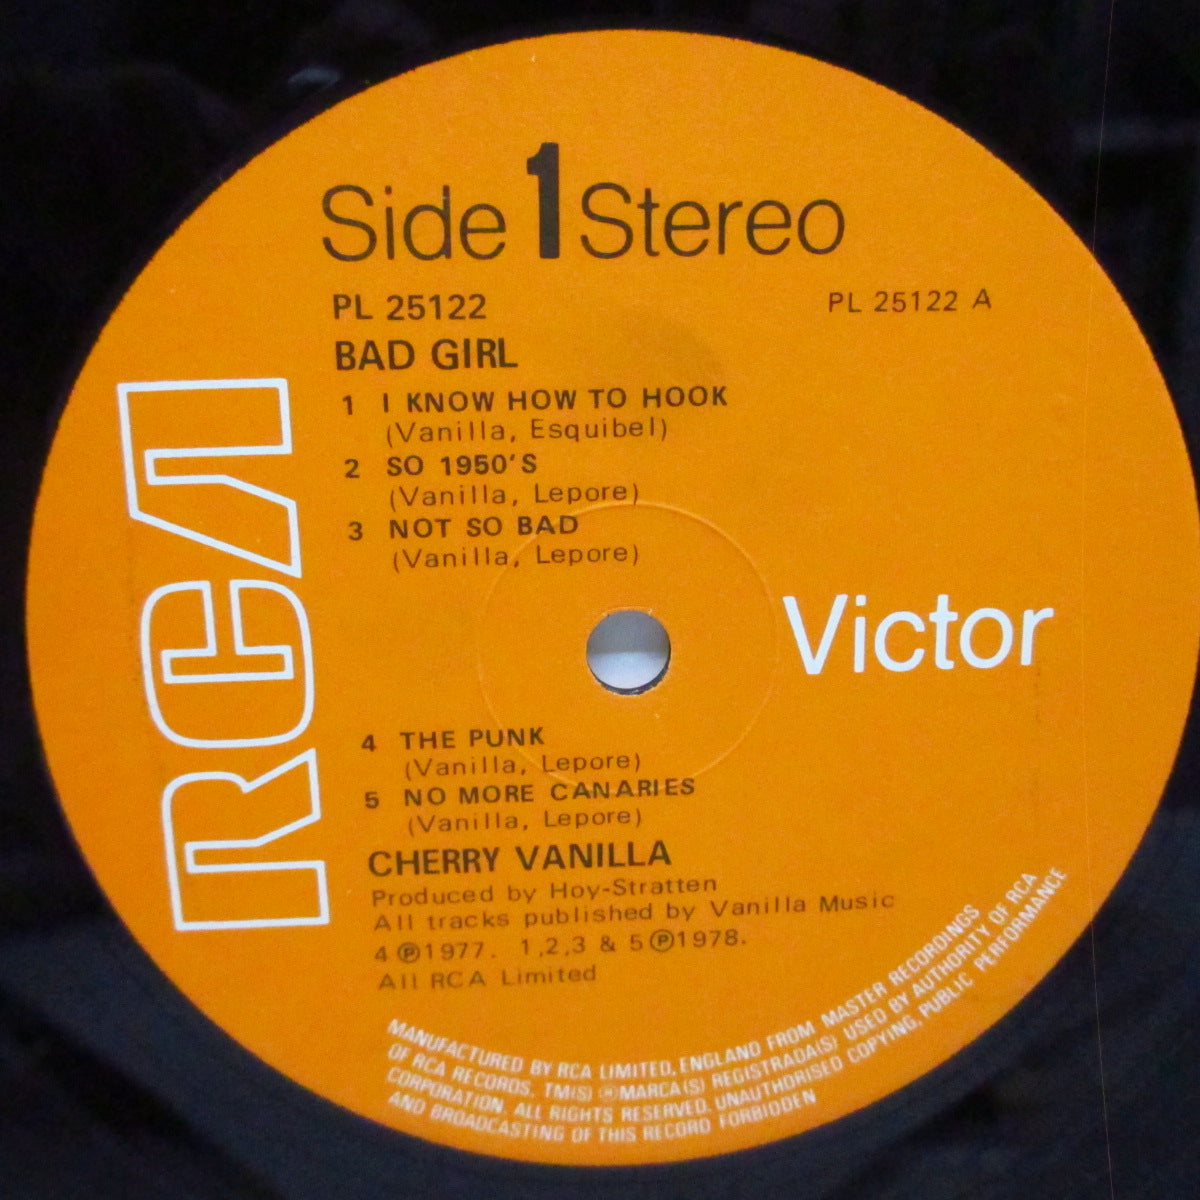 Side 1 Stereo
PL 25122
PL 25122 A
BAD GIRL
1 I KNOW HOW TO HOOK
(Vanilla, Esquibel)
2 SO 1950'S
(Vanilla, Lepore)
3 NOT SO BAD
(Vanilla, Lepore)
RCA
Victor
4 THE PUNK
(Vanilla, Lepore)
5 NO MORE CANARIES
(Vanilla, Lepore)
CHERRY VANILLA
Produced by Hoy-Stratten
All tracks published by Vanilla Music
4 ℗1977. 1,2,3 & 5 ℗1978.
All RCA Limited
MANUFACTURED BY RCA LIMITED, ENGLAND FROM MASTER RECORDINGS
OF RCA RECORDS. TM(S) ®MARCA(S) REGISTRADA(S) USED BY AUTHORITY OF RCA
CORPORATION. ALL RIGHTS RESERVED. UNAUTHORISED COPYING, PUBLIC PERFORMANCE
AND BROADCASTING OF THIS RECORD FORBIDDEN